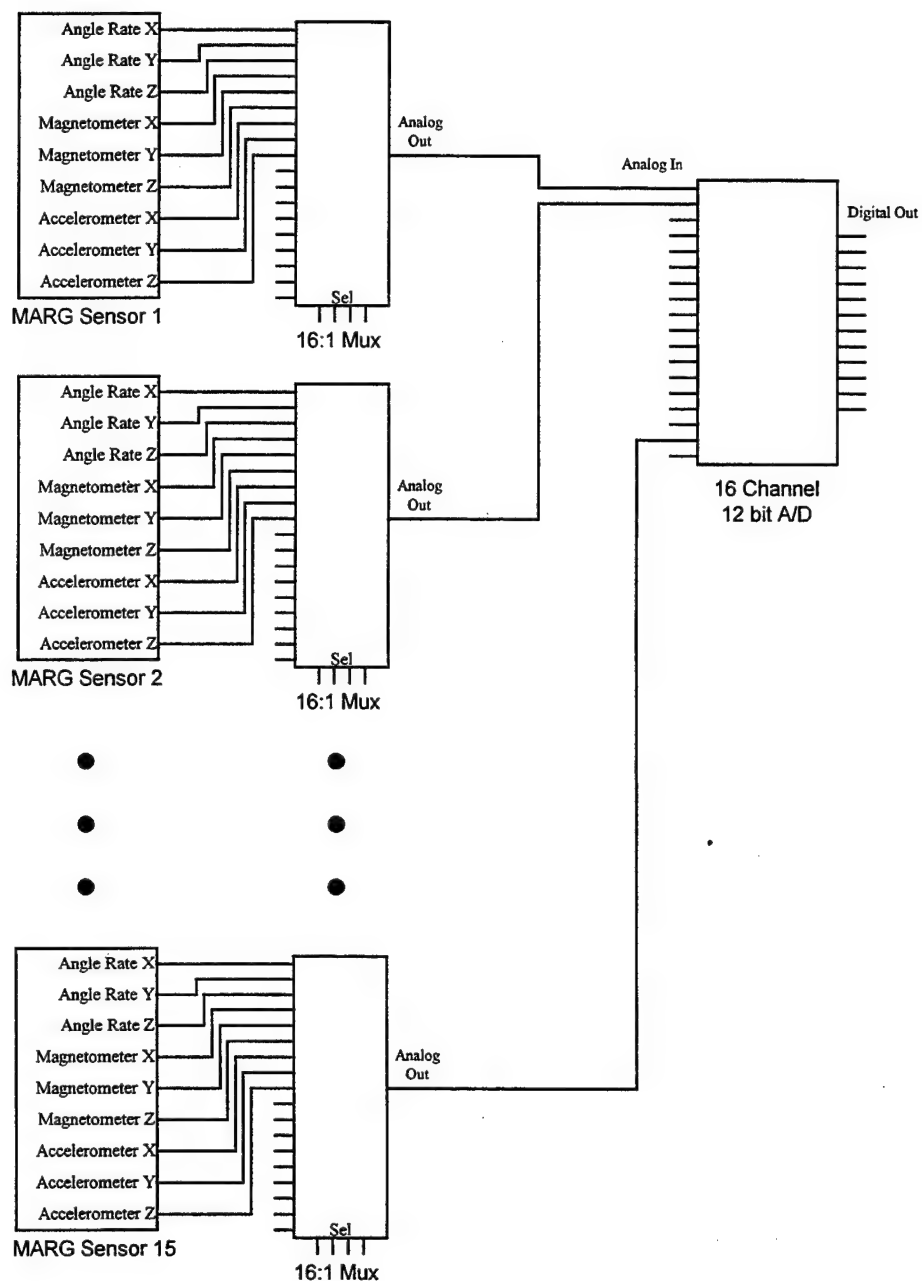 Angle Rate X
Angle Rate Y
Angle Rate Z
Magnetometer X
Magnetometer Y
Magnetometer Z
Accelerometer X
Accelerometer Y
Accelerometer Z
MARG Sensor 1
Sel
16:1 Mux
Analog
Out
Analog In
Digital Out
16 Channel
12 bit A/D
Angle Rate X
Angle Rate Y
Angle Rate Z
Magnetometer X
Magnetometer Y
Magnetometer Z
Accelerometer X
Accelerometer Y
Accelerometer Z
MARG Sensor 2
Sel
16:1 Mux
Analog
Out
Angle Rate X
Angle Rate Y
Angle Rate Z
Magnetometer X
Magnetometer Y
Magnetometer Z
Accelerometer X
Accelerometer Y
Accelerometer Z
MARG Sensor 15
Sel
16:1 Mux
Analog
Out